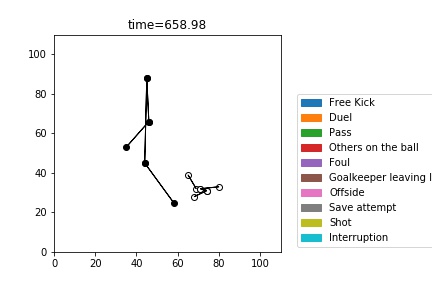 time=658.98
100
80
60
40
20
0
0 20 40 60 80 100
Free Kick
Duel
Pass
Others on the ball
Foul
Goalkeeper leaving l
Offside
Save attempt
Shot
Interruption